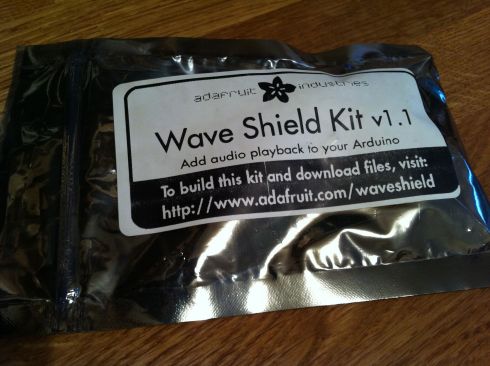 adafruit industries
Wave Shield Kit v1.1
Add audio playback to your Arduino
To build this kit and download files, visit:
http://www.adafruit.com/waveshield